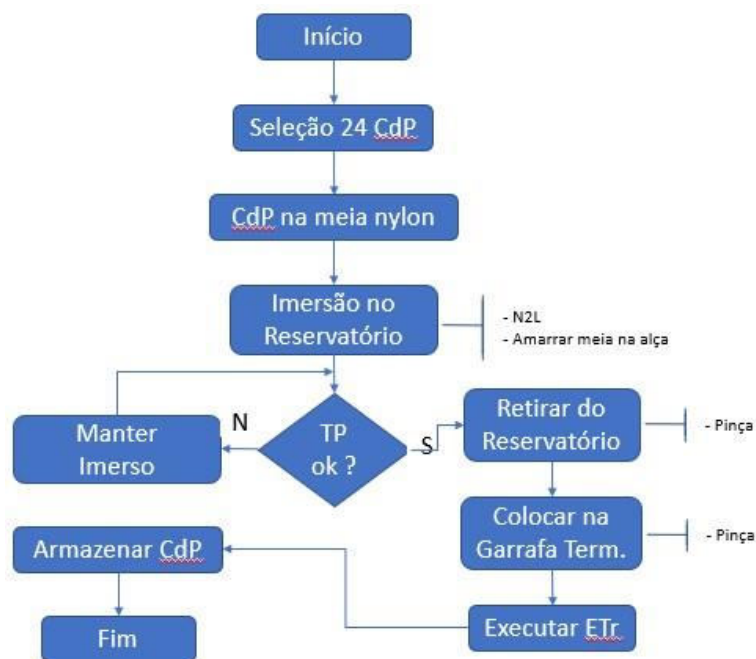 Início
Seleção 24 CdP
CdP na meia nylon
Imersão no
Reservatório
- N2L
- Amarrar meia na alça
TP
ok ?
N
Manter
Imerso
S
Retirar do
Reservatório
- Pinça
Colocar na
Garrafa Term.
- Pinça
Executar ETr
Armazenar CdP
Fim